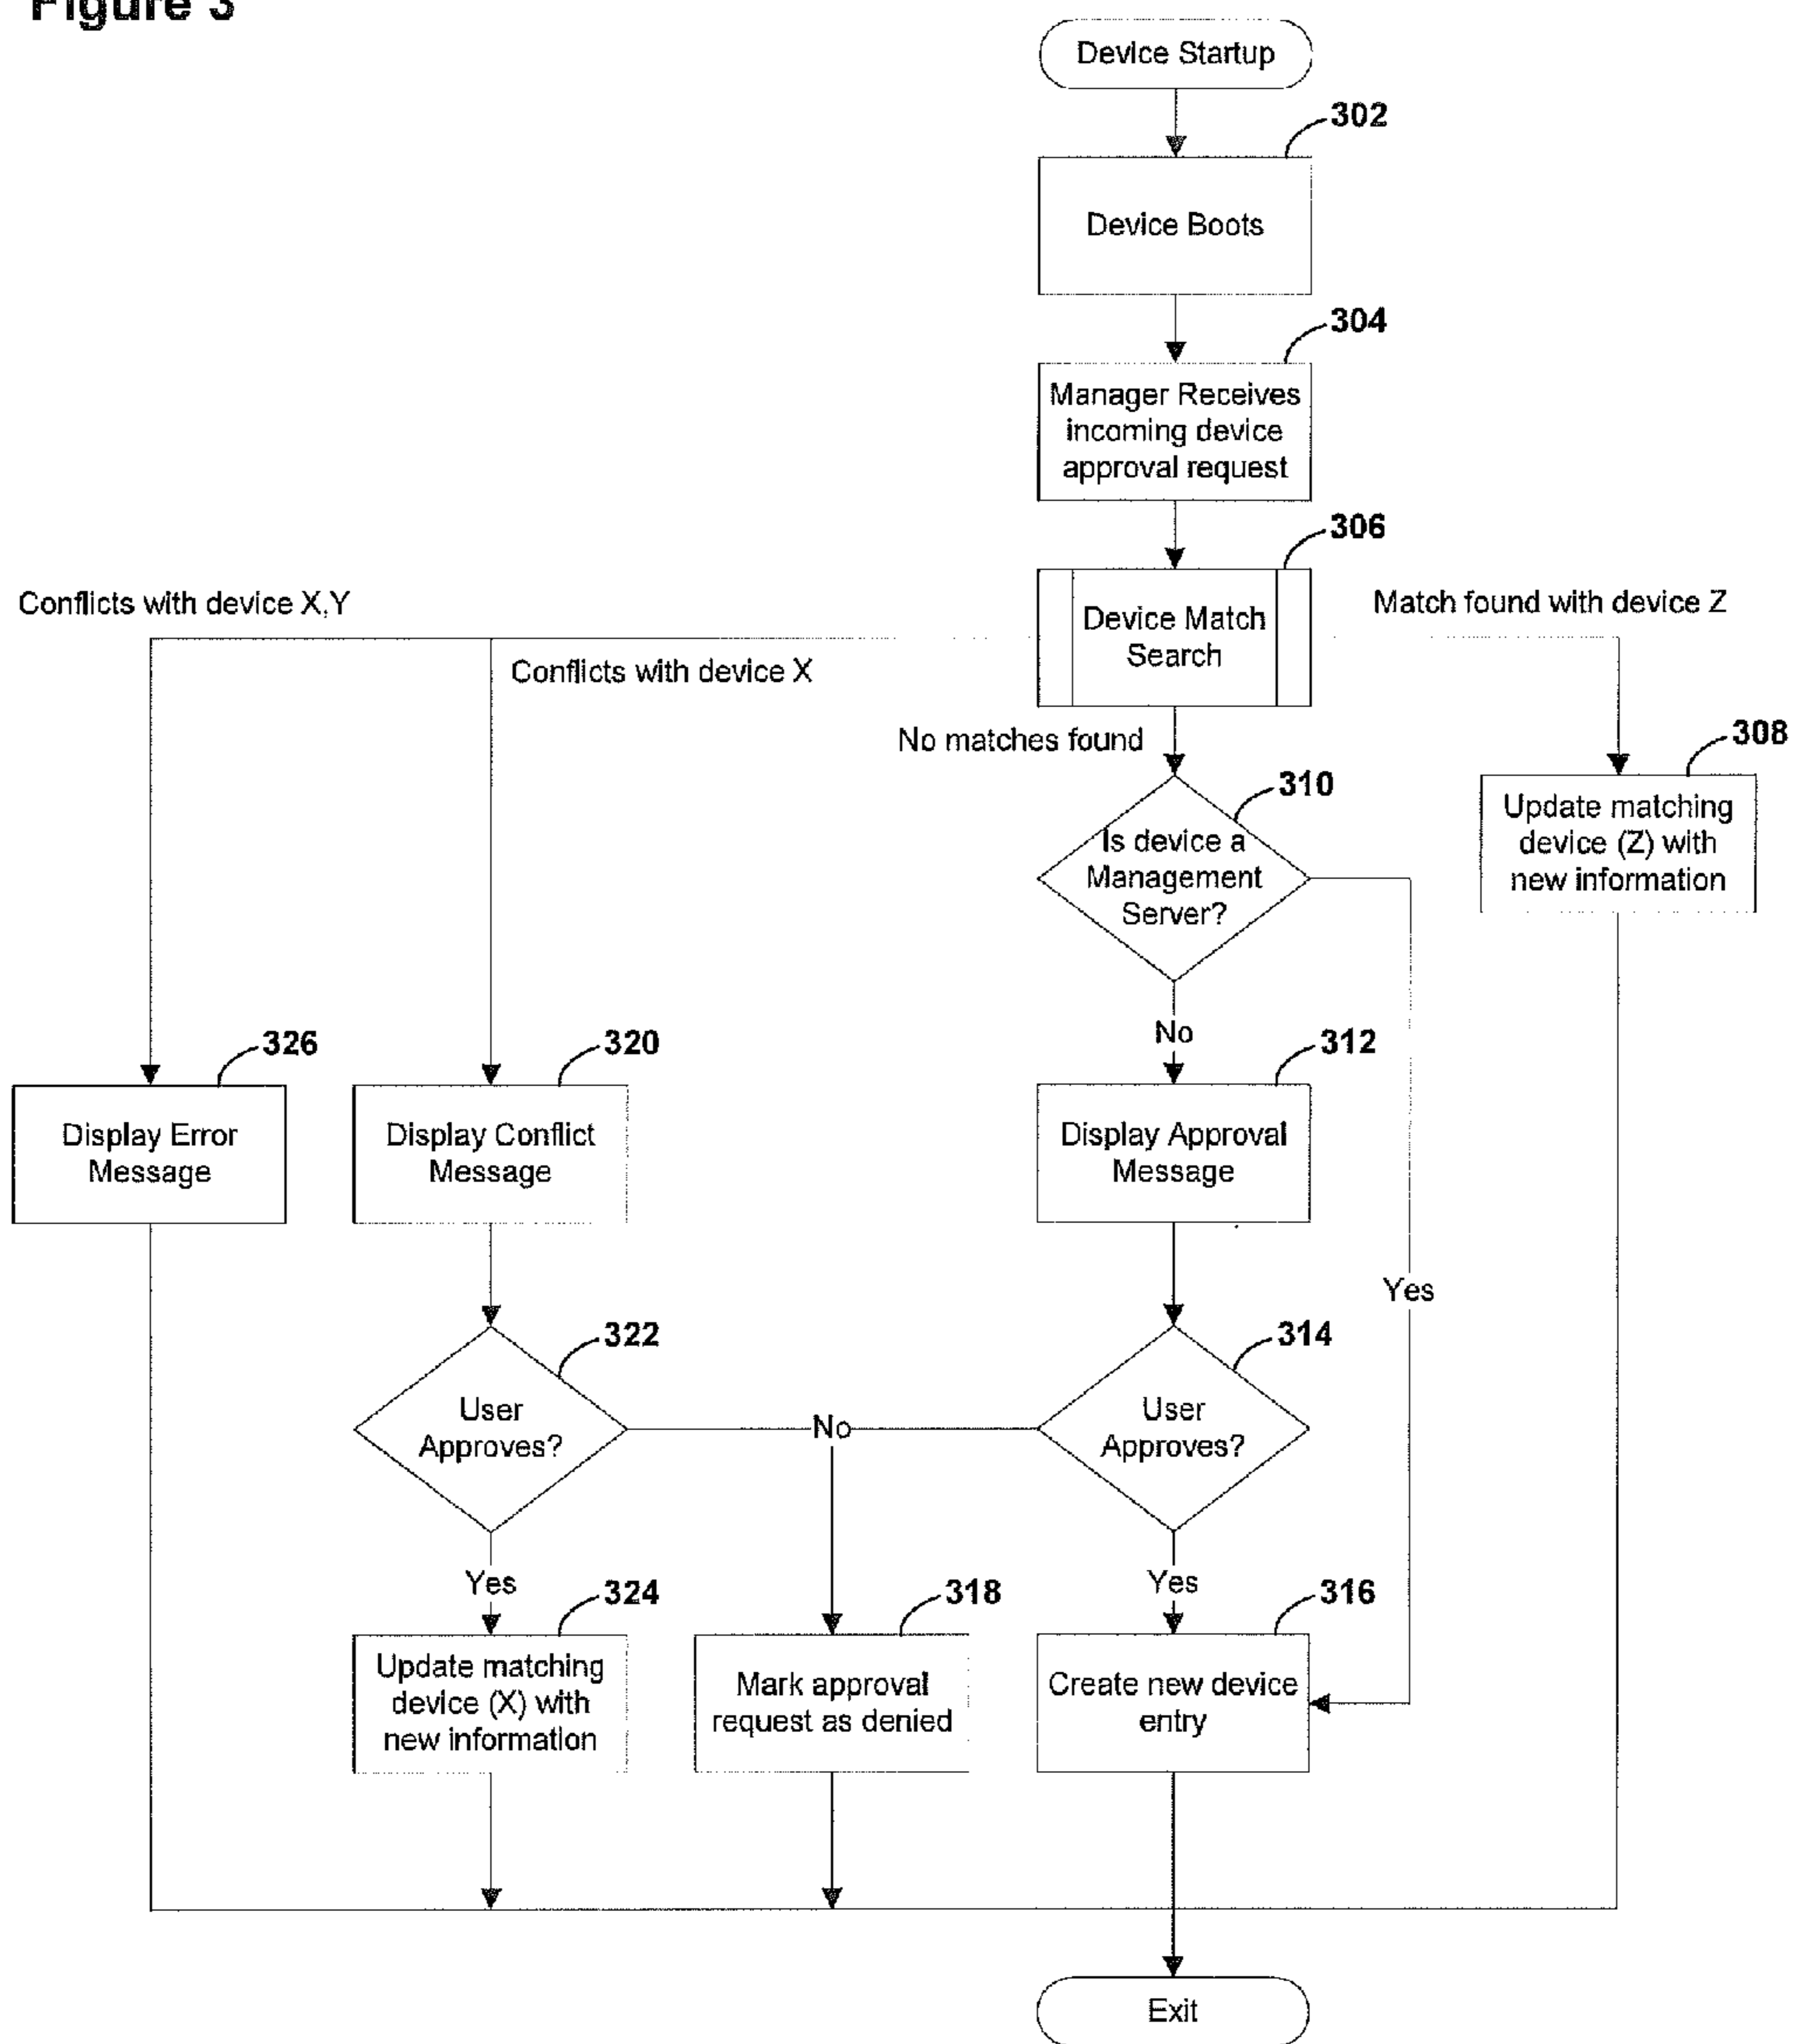 Figure 3
Device Startup
302
Device Boots
304
Manager Receives
incoming device
approval request
306
Conflicts with device X,Y
Match found with device Z
Device Match
Search
Conflicts with device X
No matches found
308
310
Update matching
device (Z) with
new information
Is device a
Management
Server?
No
326
320
312
Display Error
Message
Display Conflict
Message
Display Approval
Message
Yes
322
314
User
Approves?
No
User
Approves?
Yes
Yes
324
318
316
Update matching
device (X) with
new information
Mark approval
request as denied
Create new device
entry
Exit